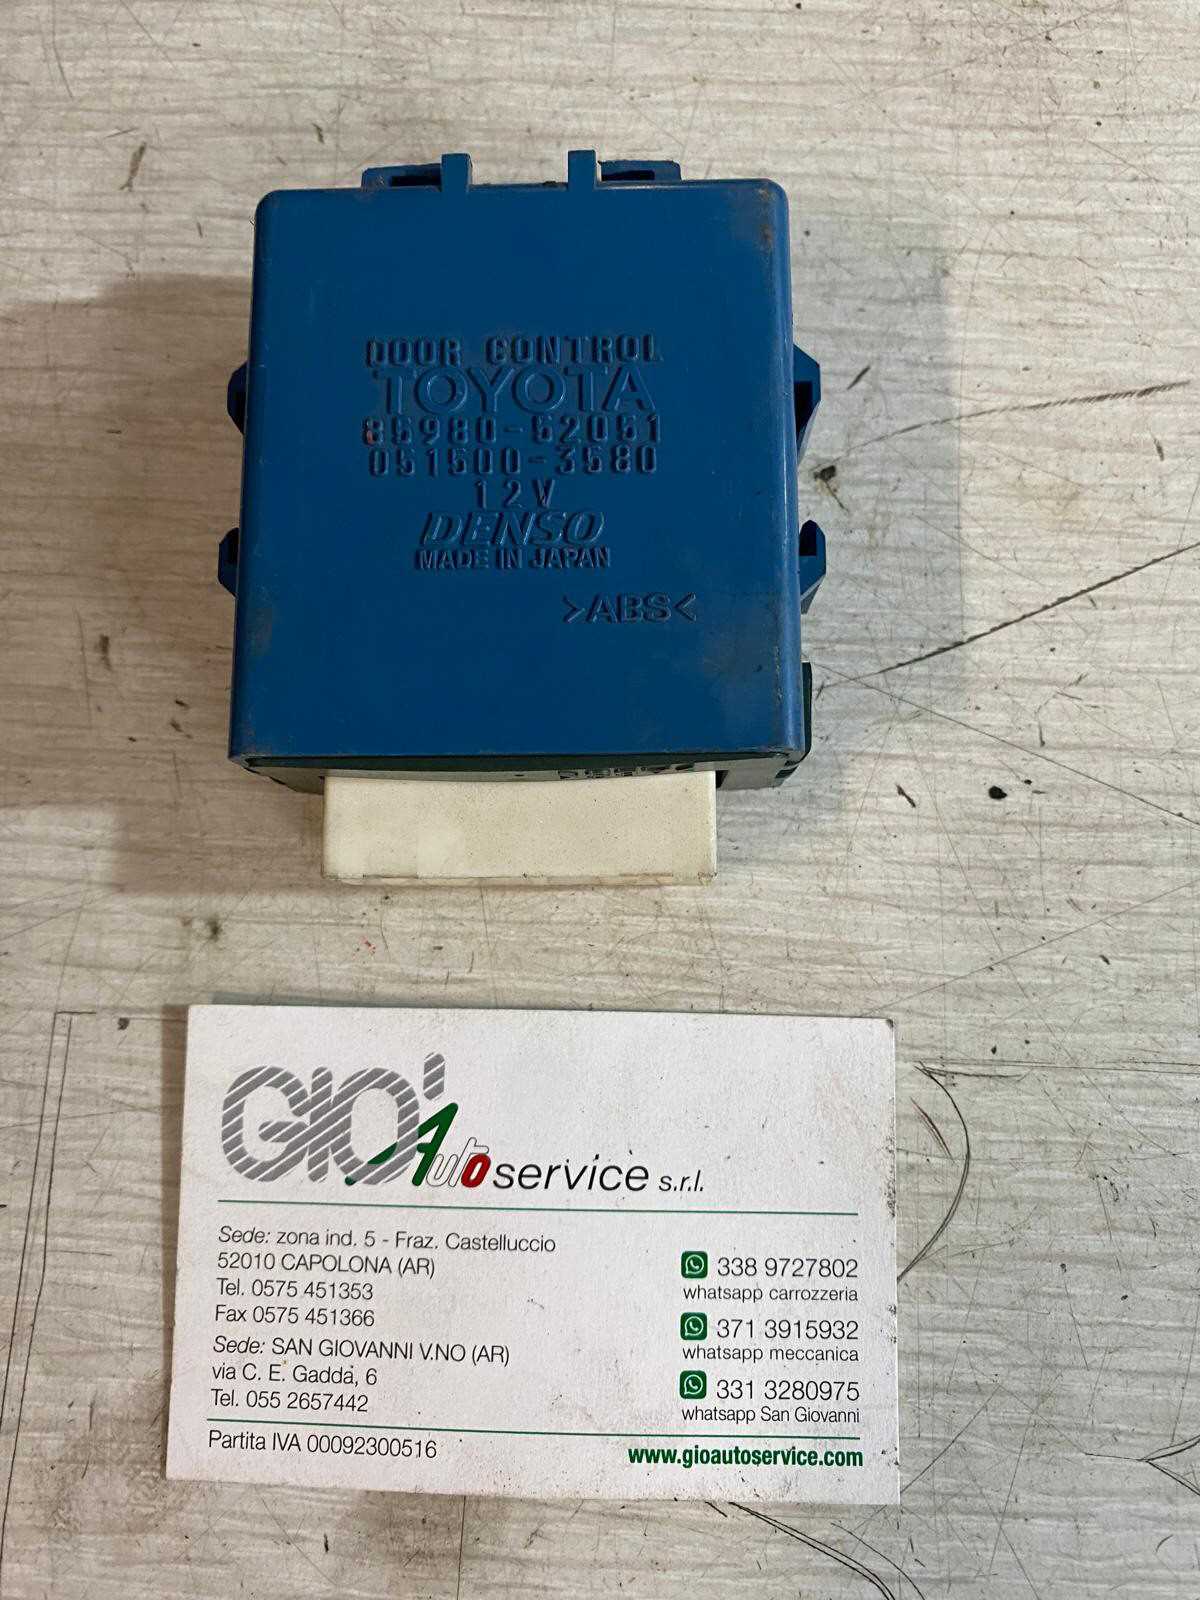 DOOR CONTROL
TOYOTA
85980-52051
051500-3580
12V
DENSO
MADE IN JAPAN
>ABS<
GIO' Auto service s.r.l.
Sede: zona ind. 5 - Fraz. Castelluccio
52010 CAPOLONA (AR)
Tel. 0575 451353
Fax 0575 451366
Sede: SAN GIOVANNI V.NO (AR)
via C. E. Gadda, 6
Tel. 055 2657442
Partita IVA 00092300516
338 9727802
whatsapp carrozzeria
371 3915932
whatsapp meccanica
331 3280975
whatsapp San Giovanni
www.gioautoservice.com